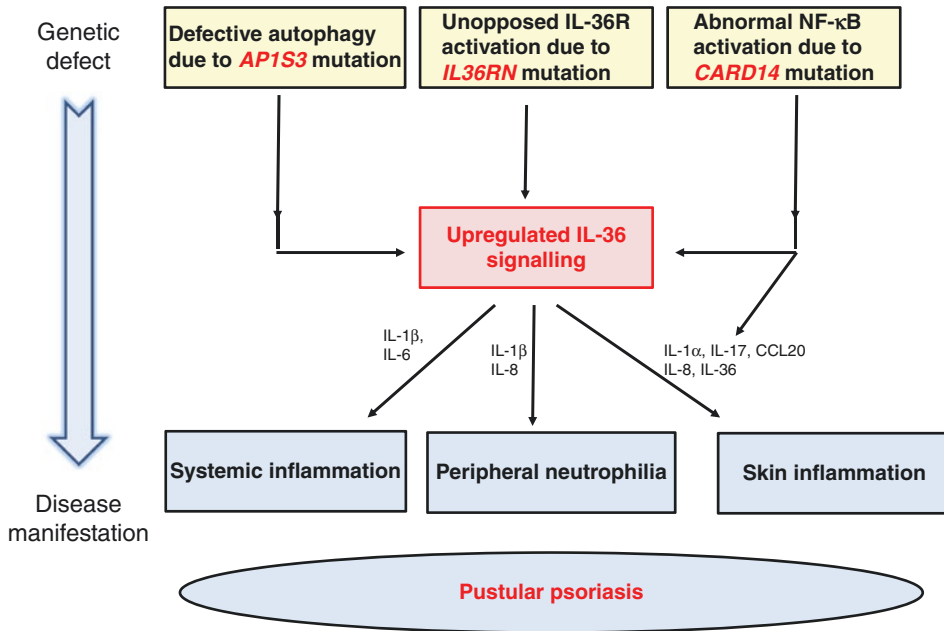 Genetic
defect
Defective autophagy
due to AP1S3 mutation
Unopposed IL-36R
activation due to
IL36RN mutation
Abnormal NF-κB
activation due to
CARD14 mutation
Upregulated IL-36
signalling
IL-1β,
IL-6
IL-1β
IL-8
IL-1α, IL-17, CCL20
IL-8, IL-36
Systemic inflammation
Peripheral neutrophilia
Skin inflammation
Disease
manifestation
Pustular psoriasis